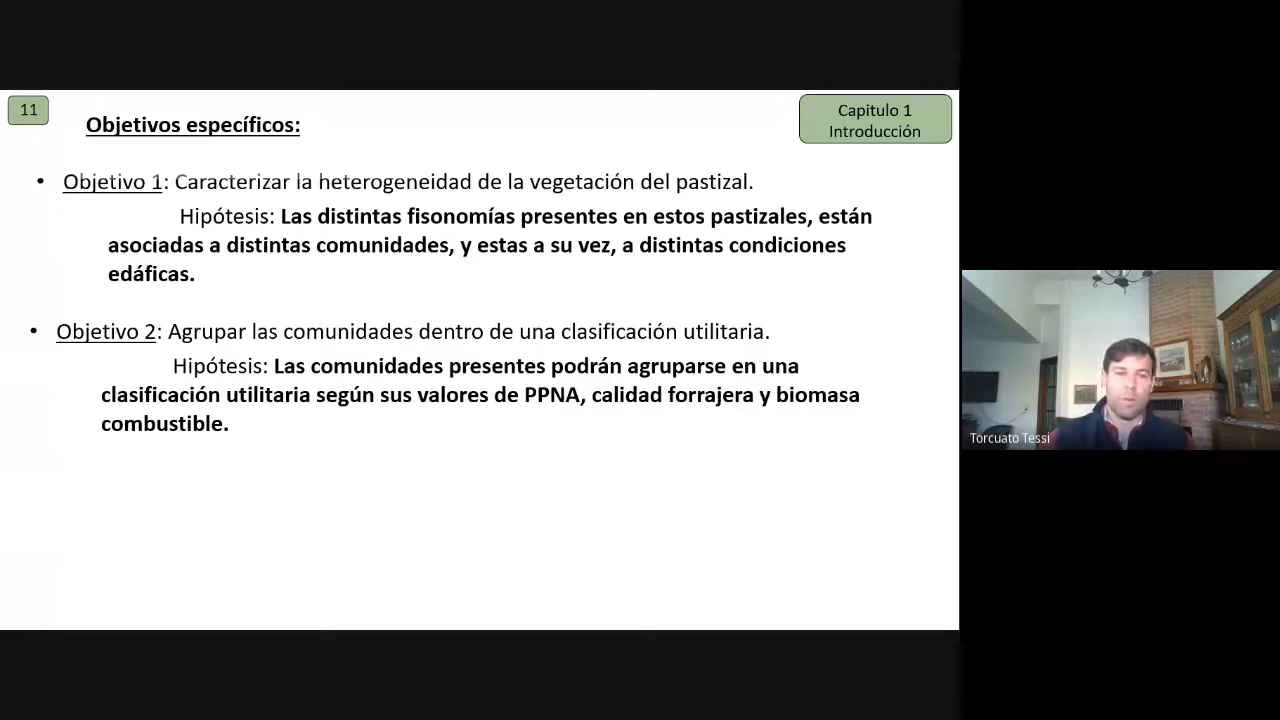 11
Objetivos específicos:
Capitulo 1
Introducción
• Objetivo 1: Caracterizar la heterogeneidad de la vegetación del pastizal.
Hipótesis: Las distintas fisonomías presentes en estos pastizales, están
asociadas a distintas comunidades, y estas a su vez, a distintas condiciones
edáficas.
• Objetivo 2: Agrupar las comunidades dentro de una clasificación utilitaria.
Hipótesis: Las comunidades presentes podrán agruparse en una
clasificación utilitaria según sus valores de PPNA, calidad forrajera y biomasa
combustible.
Torcuato Tessi